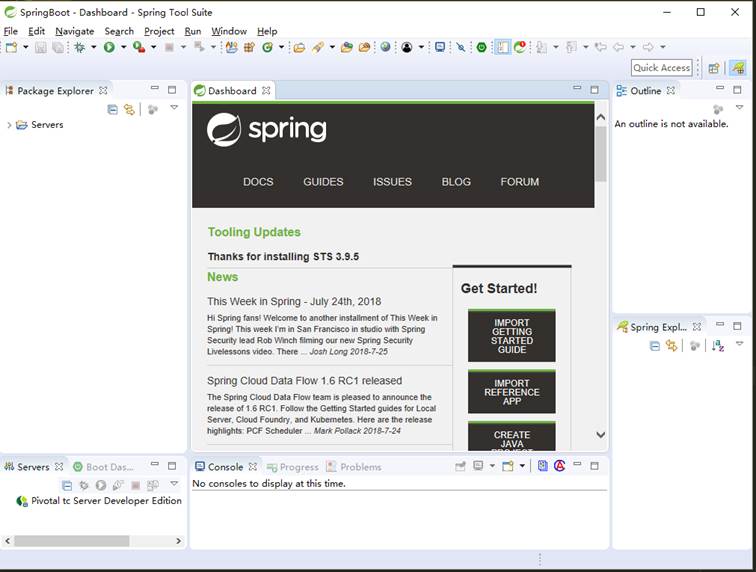 SpringBoot - Dashboard - Spring Tool Suite
File Edit Navigate Search Project Run Window Help
Quick Access
Package Explorer
Servers
Dashboard
spring
DOCS GUIDES ISSUES BLOG FORUM
Tooling Updates
Thanks for installing STS 3.9.5
News
This Week in Spring - July 24th, 2018
Hi Spring fans! Welcome to another installment of This Week in
Spring! This week I'm in San Francisco in studio with Spring
Security lead Rob Winch filming our new Spring Security
Livelessons video. There ... Josh Long 2018-7-25
Spring Cloud Data Flow 1.6 RC1 released
The Spring Cloud Data Flow team is pleased to announce the
release of 1.6 RC1. Follow the Getting Started guides for Local
Server, Cloud Foundry, and Kubernetes. Here are the release
highlights: PCF Scheduler ... Mark Pollack 2018-7-24
Get Started!
IMPORT
GETTING
STARTED
GUIDE
IMPORT
REFERENCE
APP
CREATE
JAVA
PROJECT
Outline
An outline is not available.
Spring Expl...
Servers Boot Das...
Pivotal tc Server Developer Edition
Console Progress Problems
No consoles to display at this time.